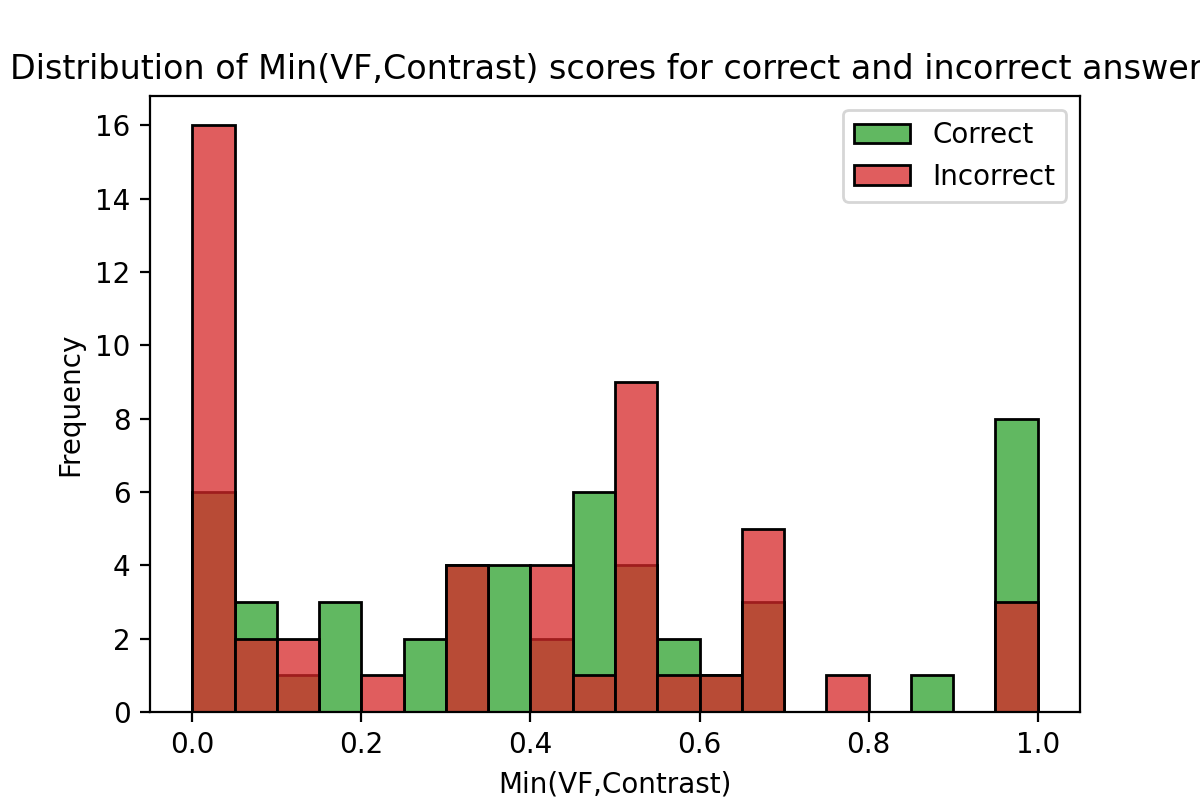 Distribution of Min(VF,Contrast) scores for correct and incorrect answer
Correct
Incorrect
Frequency
16
14
12
10
8
6
4
2
0
0.0 0.2 0.4 0.6 0.8 1.0
Min(VF,Contrast)